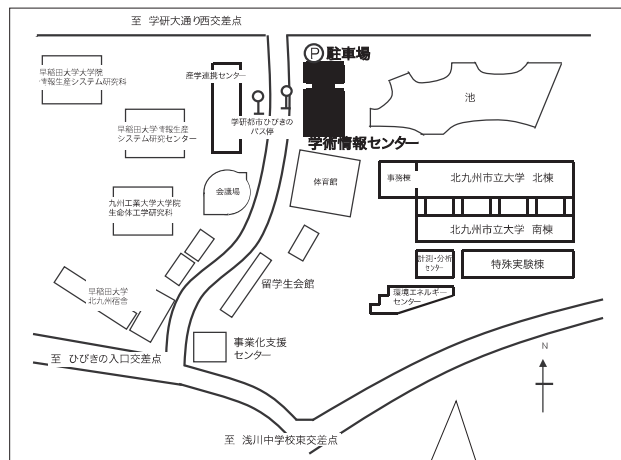 至 学研大通り西交差点
P 駐車場
早稲田大学大学院
情報生産システム研究科
産学連携センター
池
学研都市ひびきの
バス停
早稲田大学情報生産
システム研究センター
学術情報センター
事務棟
北九州市立大学 北棟
体育館
会議場
九州工業大学大学院
生命体工学研究科
北九州市立大学 南棟
計測・分析
センター
特殊実験棟
留学生会館
早稲田大学
北九州宿舎
環境エネルギー
センター
事業化支援
センター
至 ひびきの入口交差点
N
至 浅川中学校東交差点